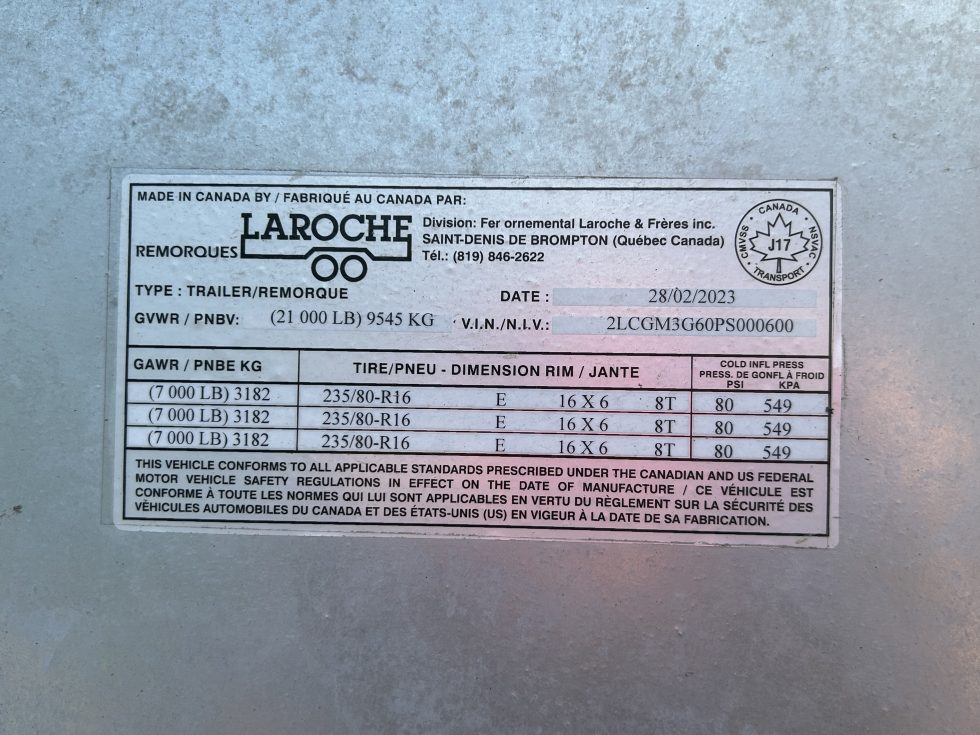 MADE IN CANADA BY / FABRIQUÉ AU CANADA PAR:
REMORQUES LAROCHE
Division: Fer ornemental Laroche & Frères inc.
SAINT-DENIS DE BROMPTON (Québec Canada)
Tél.: (819) 846-2622
CANADA
CMVSS · NSVAC
J17
TRANSPORT
TYPE : TRAILER/REMORQUE DATE : 28/02/2023
GVWR / PNBV: (21 000 LB) 9545 KG V.I.N./N.I.V.: 2LCGM3G60PS000600
GAWR / PNBE KG TIRE/PNEU - DIMENSION RIM / JANTE COLD INFL PRESS
PRESS. DE GONFL À FROID
PSI KPA
(7 000 LB) 3182 235/80-R16 E 16 X 6 8T 80 549
(7 000 LB) 3182 235/80-R16 E 16 X 6 8T 80 549
(7 000 LB) 3182 235/80-R16 E 16 X 6 8T 80 549
THIS VEHICLE CONFORMS TO ALL APPLICABLE STANDARDS PRESCRIBED UNDER THE CANADIAN AND US FEDERAL
MOTOR VEHICLE SAFETY REGULATIONS IN EFFECT ON THE DATE OF MANUFACTURE / CE VÉHICULE EST
CONFORME À TOUTE LES NORMES QUI LUI SONT APPLICABLES EN VERTU DU RÈGLEMENT SUR LA SÉCURITÉ DES
VÈHICULES AUTOMOBILES DU CANADA ET DES ÉTATS-UNIS (US) EN VIGEUR À LA DATE DE SA FABRICATION.